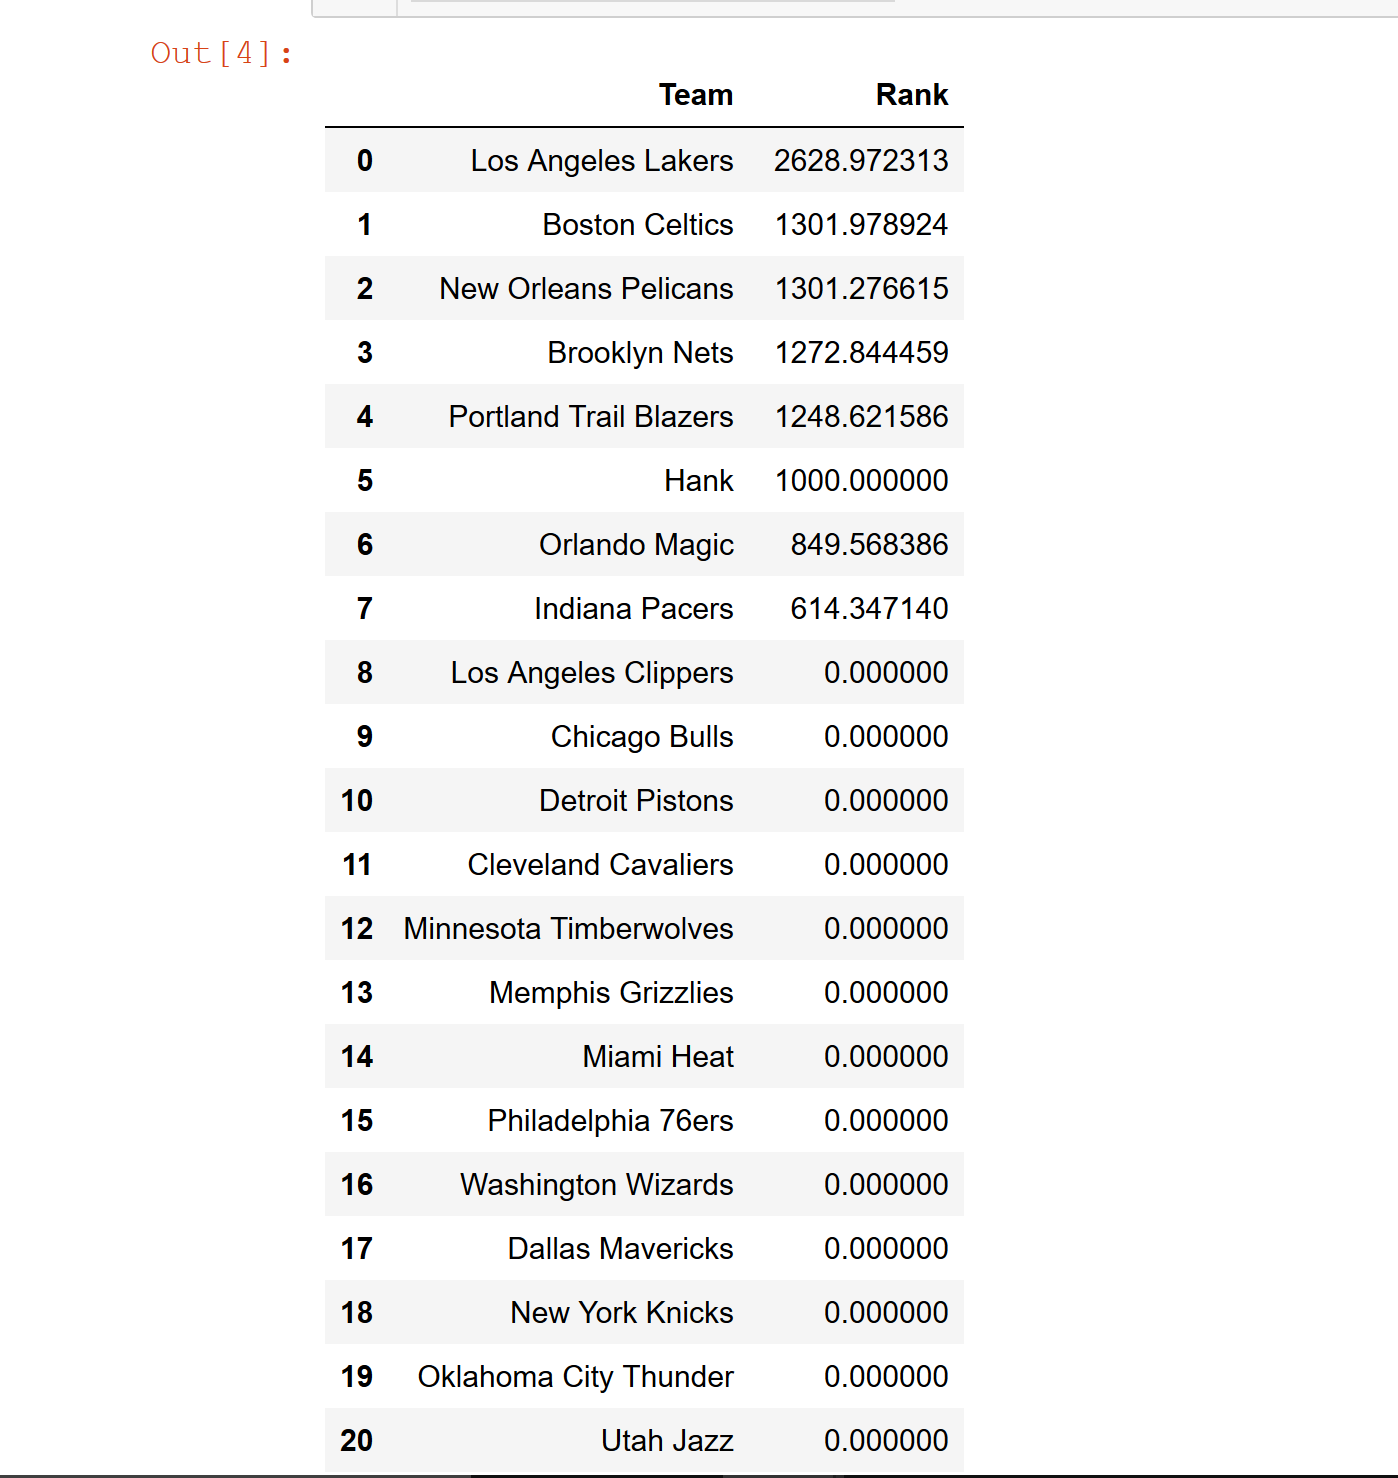 Out[4]:
Team Rank
0 Los Angeles Lakers 2628.972313
1 Boston Celtics 1301.978924
2 New Orleans Pelicans 1301.276615
3 Brooklyn Nets 1272.844459
4 Portland Trail Blazers 1248.621586
5 Hank 1000.000000
6 Orlando Magic 849.568386
7 Indiana Pacers 614.347140
8 Los Angeles Clippers 0.000000
9 Chicago Bulls 0.000000
10 Detroit Pistons 0.000000
11 Cleveland Cavaliers 0.000000
12 Minnesota Timberwolves 0.000000
13 Memphis Grizzlies 0.000000
14 Miami Heat 0.000000
15 Philadelphia 76ers 0.000000
16 Washington Wizards 0.000000
17 Dallas Mavericks 0.000000
18 New York Knicks 0.000000
19 Oklahoma City Thunder 0.000000
20 Utah Jazz 0.000000